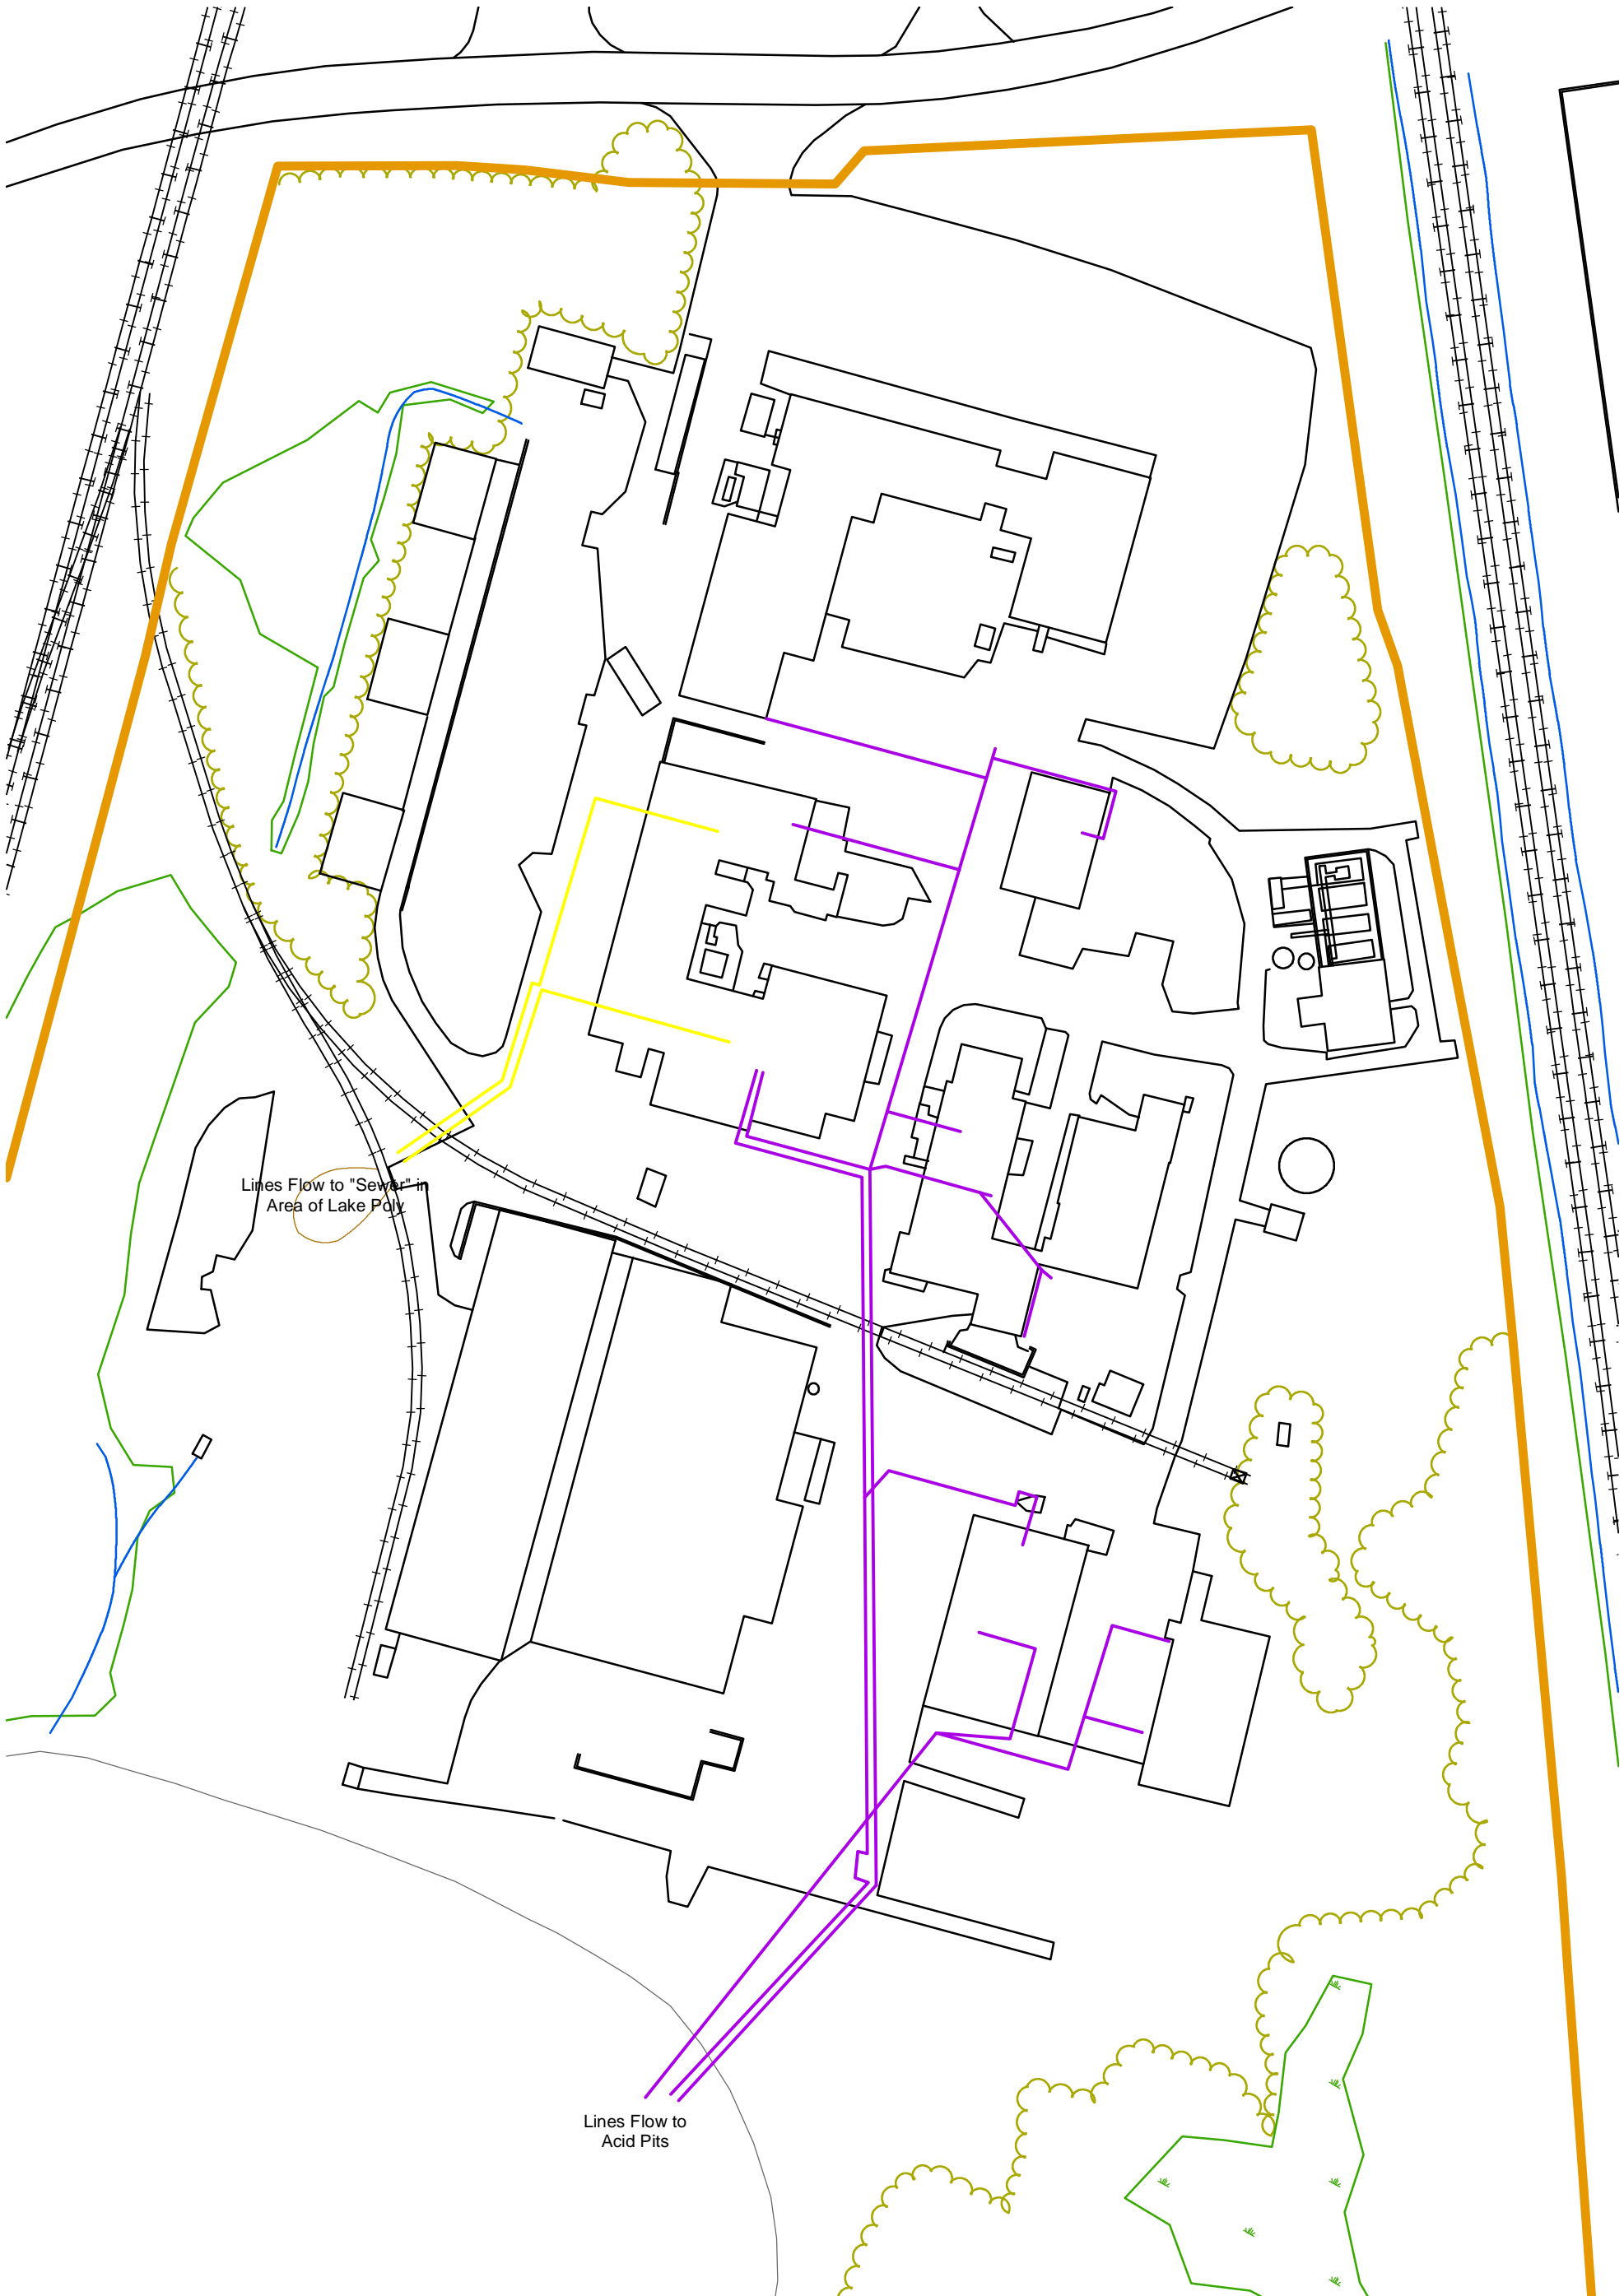 Lines Flow to "Sewer" in
Area of Lake Poly
Lines Flow to
Acid Pits